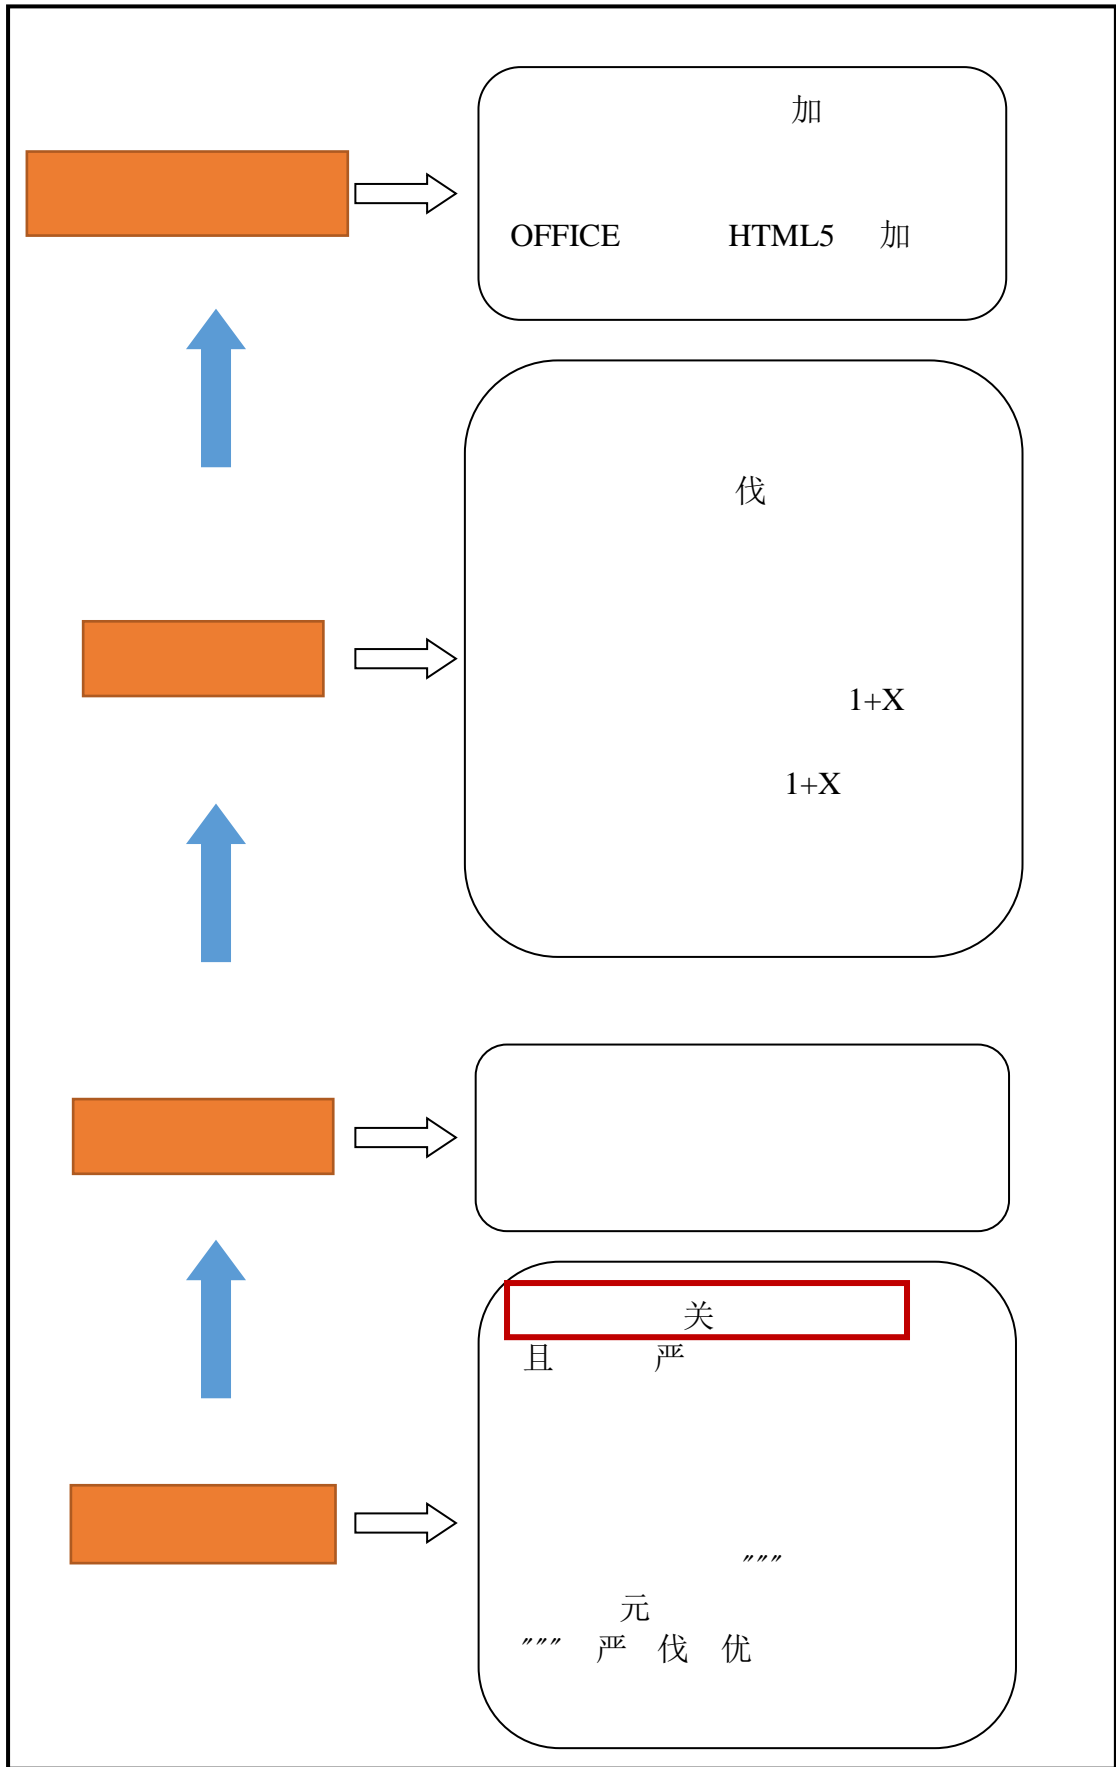 加
OFFICE HTML5 加
伐
1+X
1+X
关
且 严
"""
元
""" 严 伐 优